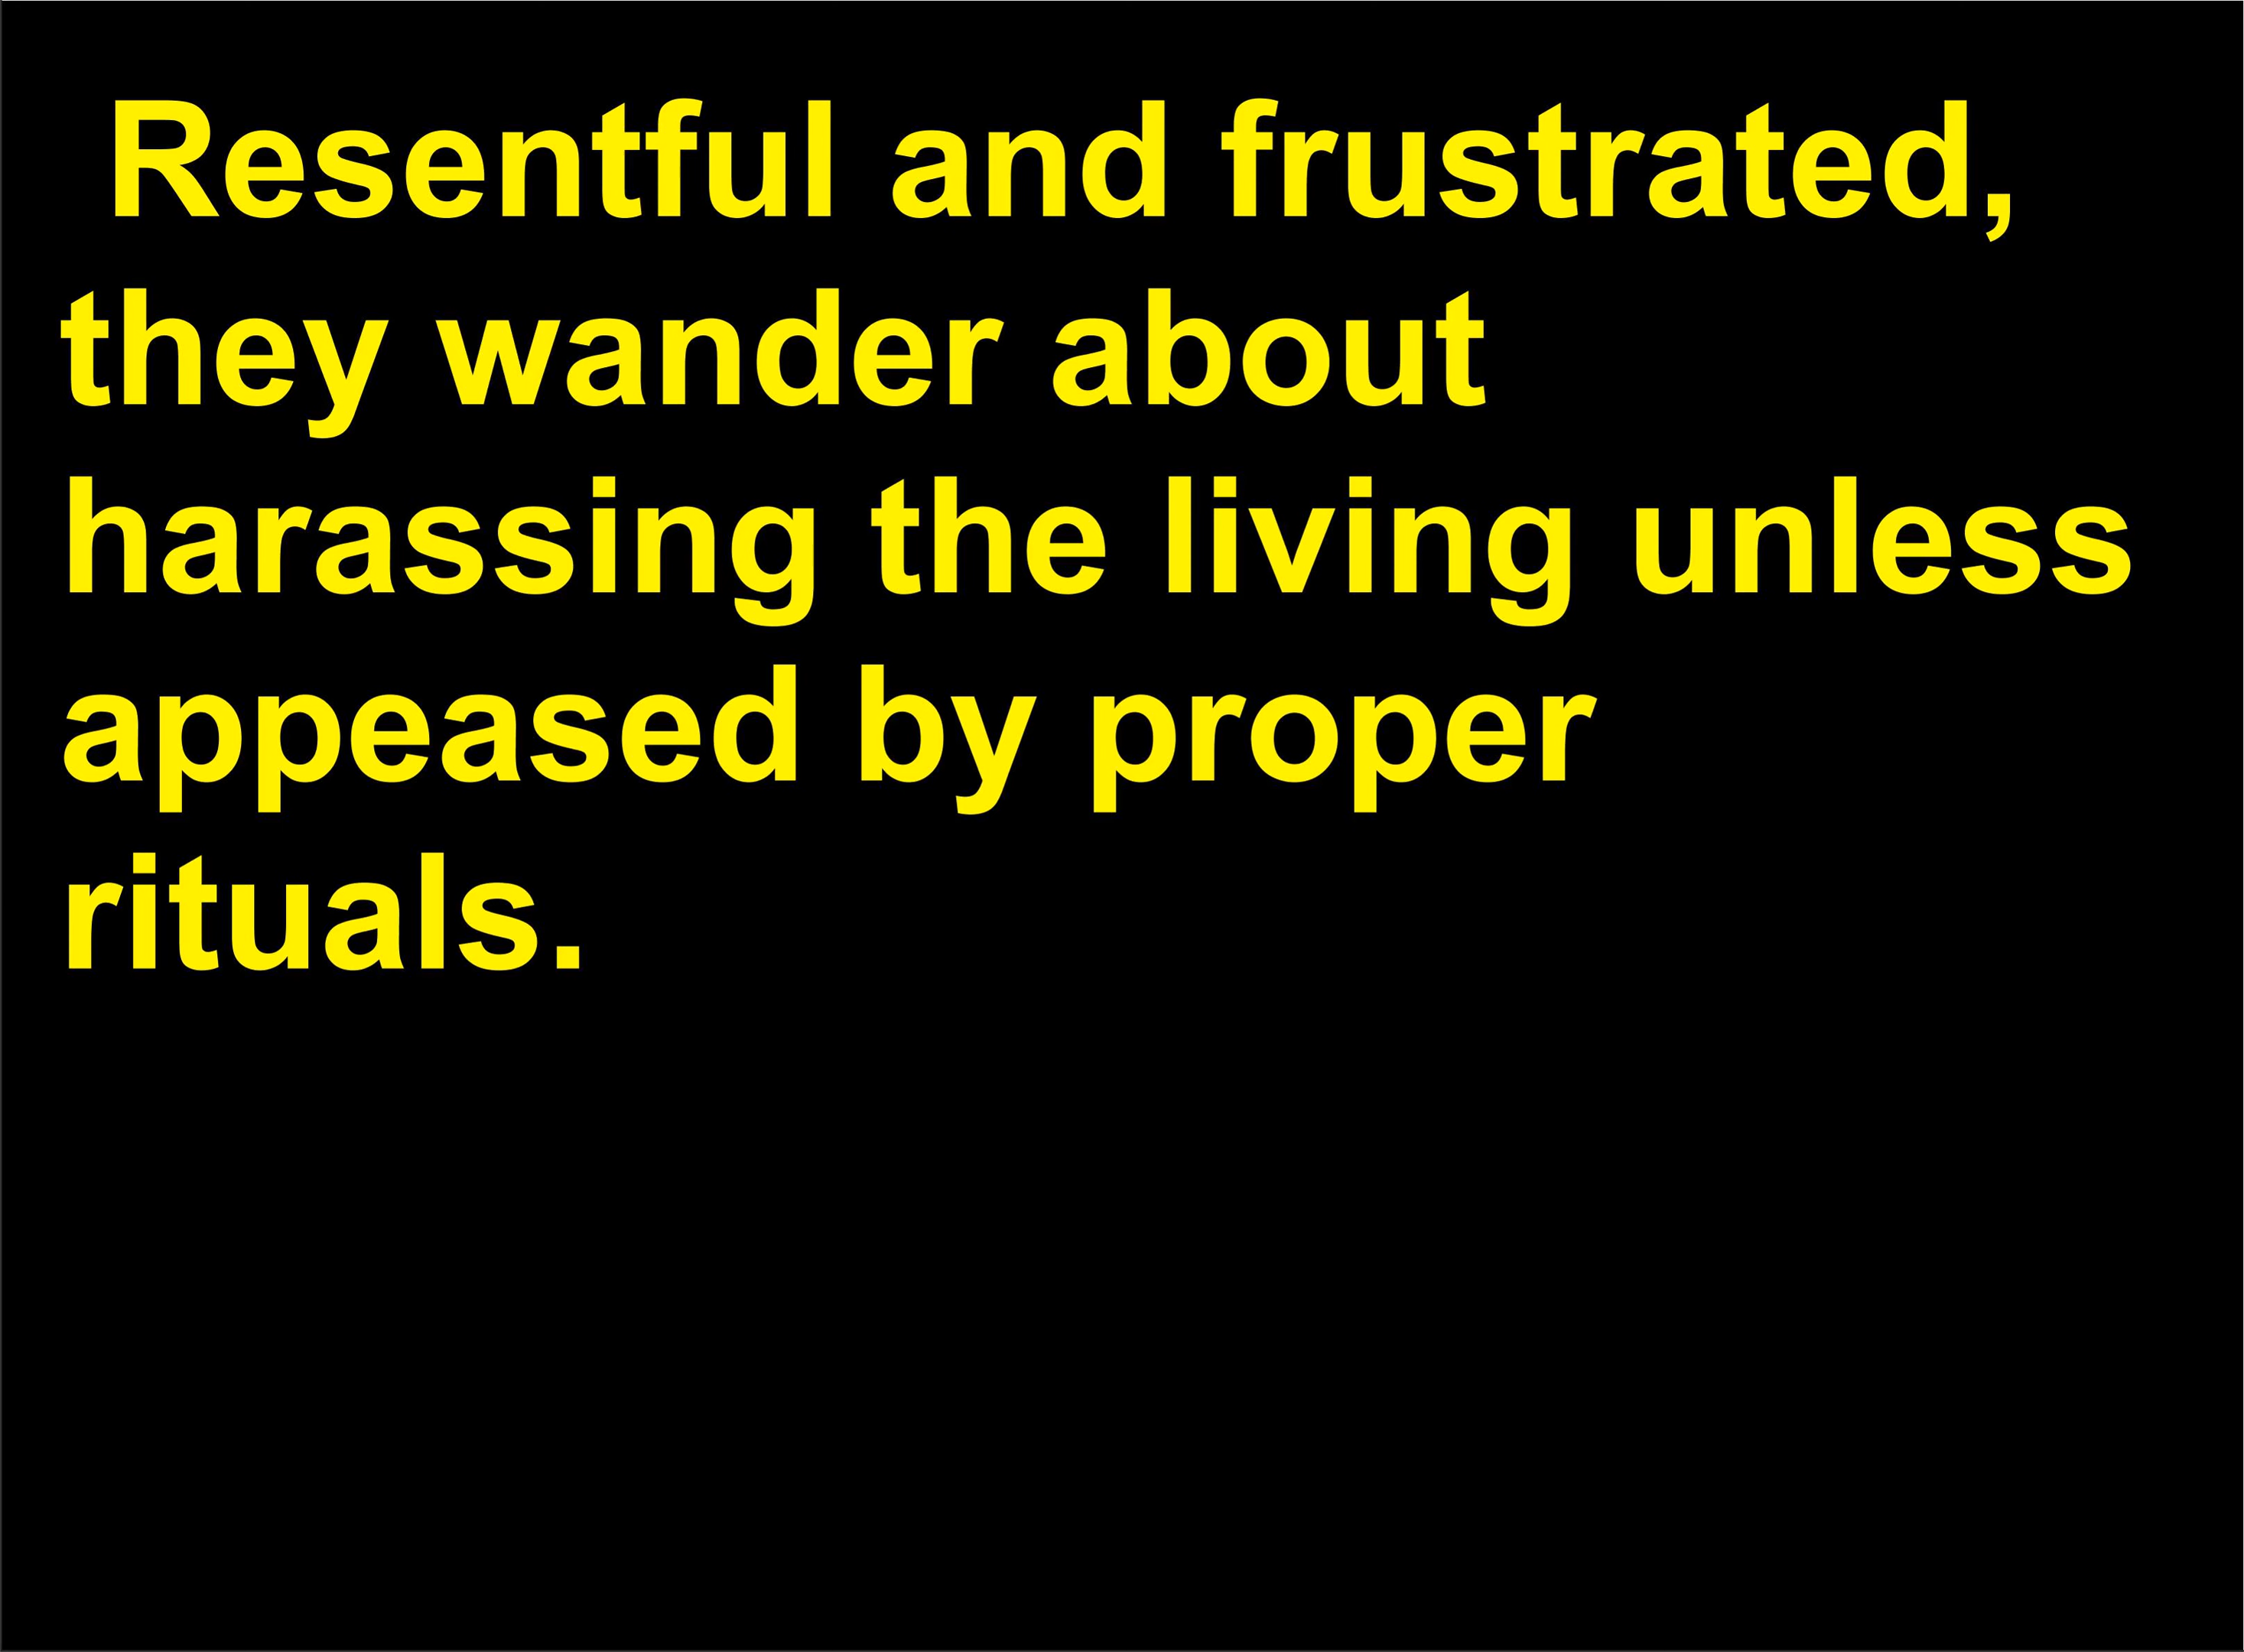 Resentful and frustrated,
they wander about
harassing the living unless
appeased by proper
rituals.